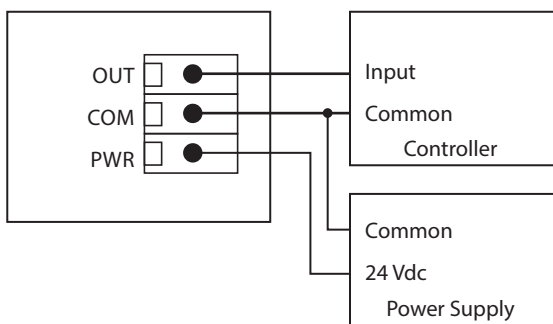 OUT
COM
PWR
Input
Common
Controller
Common
24 Vdc
Power Supply